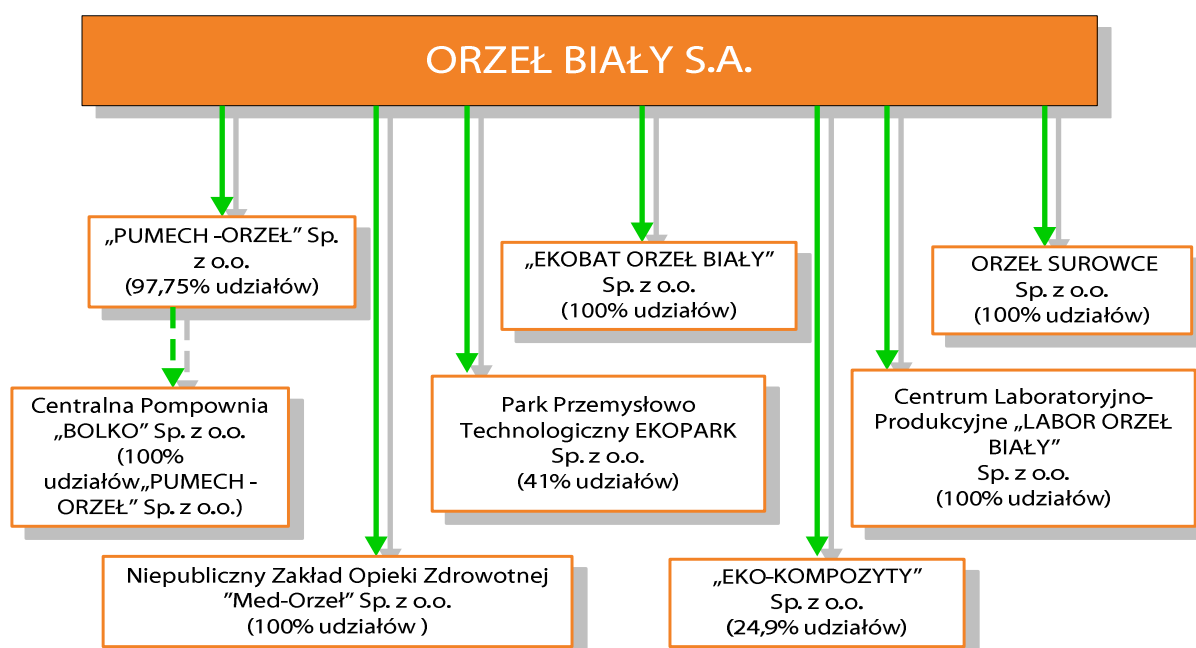 ORZEŁ BIAŁY S.A.
„PUMECH -ORZEŁ” Sp.
z o.o.
(97,75% udziałów)
„EKOBAT ORZEŁ BIAŁY”
Sp. z o.o.
(100% udziałów)
ORZEŁ SUROWCE
Sp. z o.o.
(100% udziałów)
Centralna Pompownia
„BOLKO” Sp. z o.o.
(100%
udziałów„PUMECH -
ORZEŁ” Sp. z o.o.)
Park Przemysłowo
Technologiczny EKOPARK
Sp. z o.o.
(41% udziałów)
Centrum Laboratoryjno-
Produkcyjne „LABOR ORZEŁ
BIAŁY”
Sp. z o.o.
(100% udziałów)
Niepubliczny Zakład Opieki Zdrowotnej
”Med-Orzeł” Sp. z o.o.
(100% udziałów )
„EKO-KOMPOZYTY”
Sp. z o.o.
(24,9% udziałów)